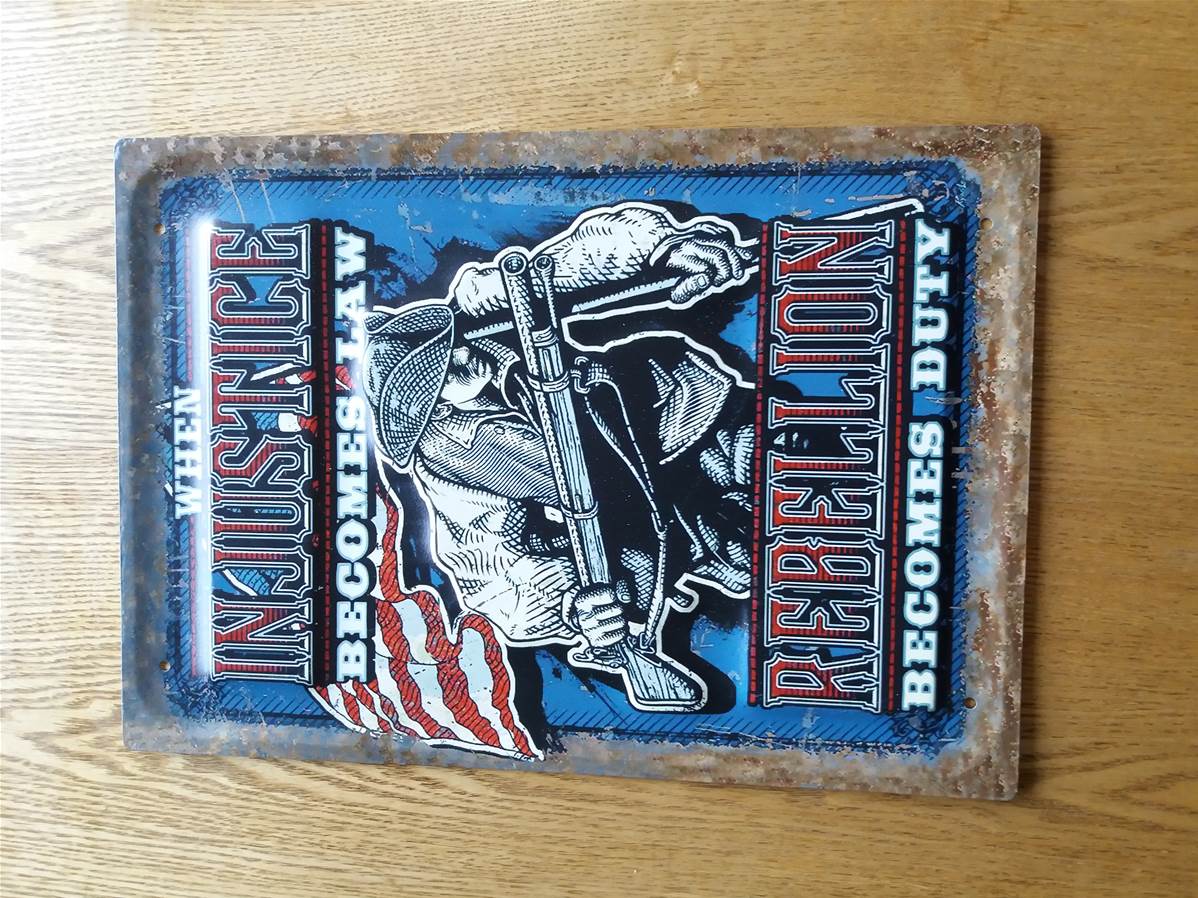 WHEN
INJUSTICE
BECOMES LAW
REBELLION
BECOMES DUTY